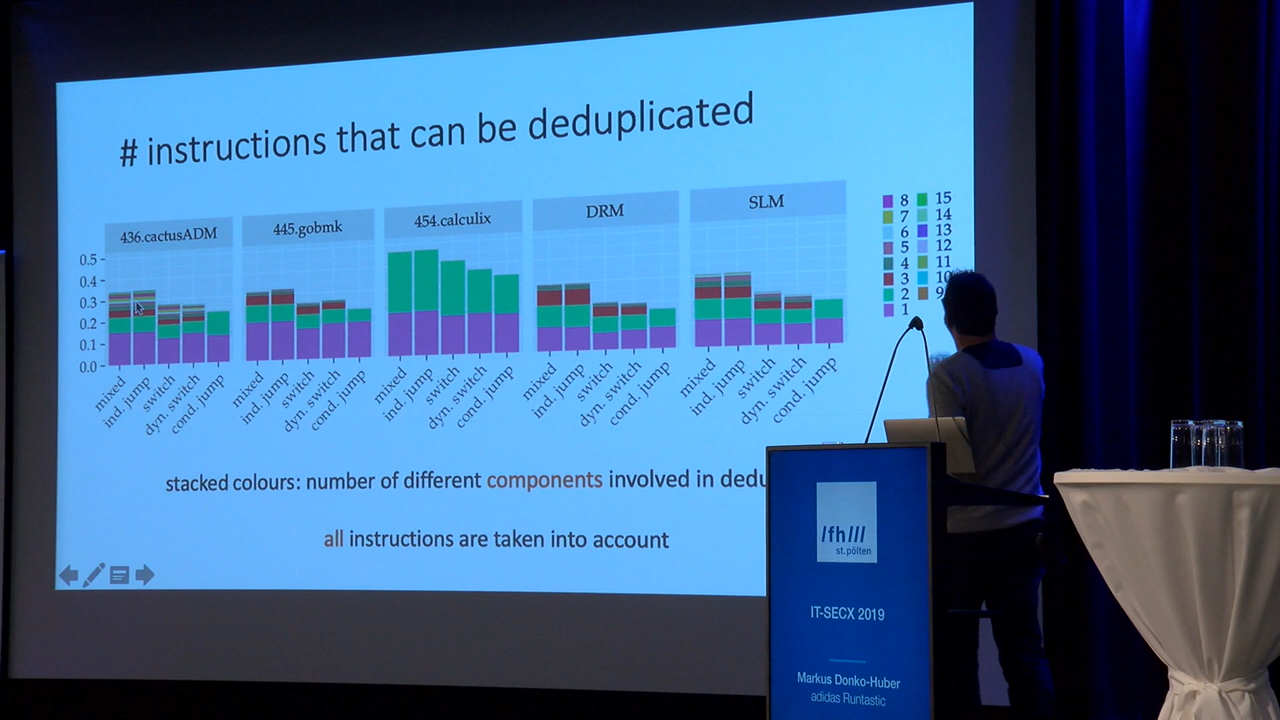 # instructions that can be deduplicated
436.cactusADM 445.gobmk 454.calculix DRM SLM
0.5
0.4
0.3
0.2
0.1
0.0
mixed ind. jump switch dyn. switch cond. jump mixed ind. jump switch dyn. switch cond. jump mixed ind. jump switch dyn. switch cond. jump mixed ind. jump switch dyn. switch cond. jump mixed ind. jump switch dyn. switch cond. jump
8 15
7 14
6 13
5 12
4 11
3 10
2 9
1
stacked colours: number of different components involved in dedu
all instructions are taken into account
/fh///
st.pölten
IT-SECX 2019
Markus Donko-Huber
adidas Runtastic